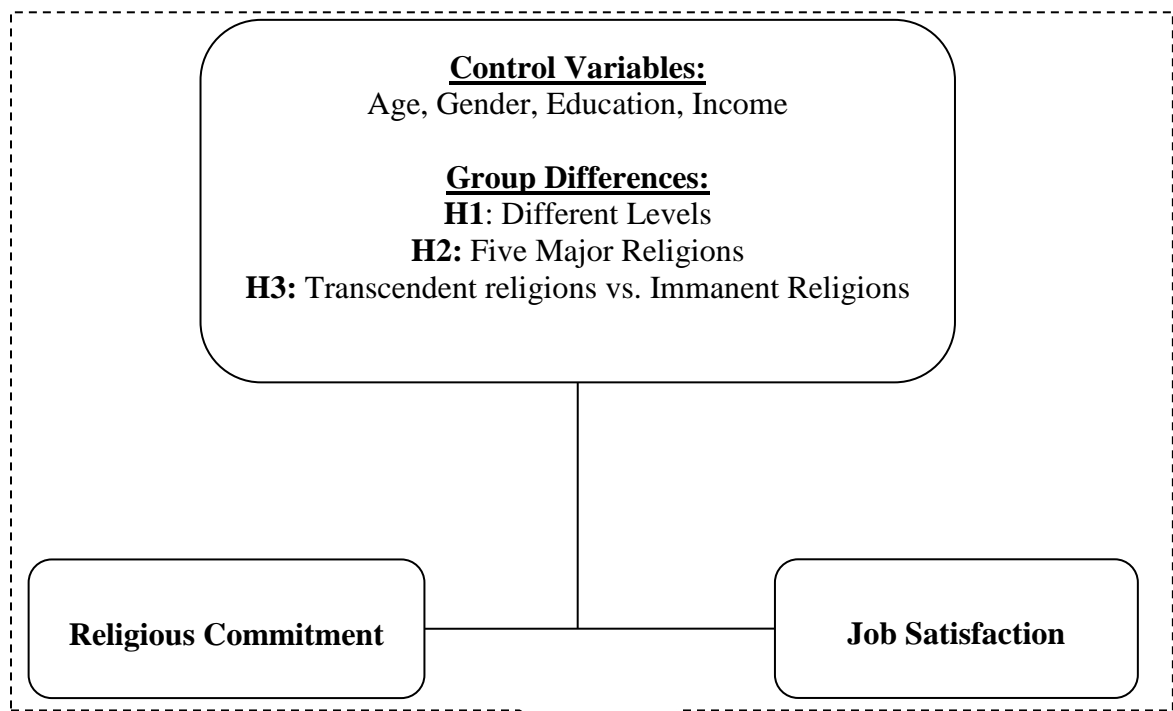 Control Variables:
Age, Gender, Education, Income
Group Differences:
H1: Different Levels
H2: Five Major Religions
H3: Transcendent religions vs. Immanent Religions
Religious Commitment
Job Satisfaction